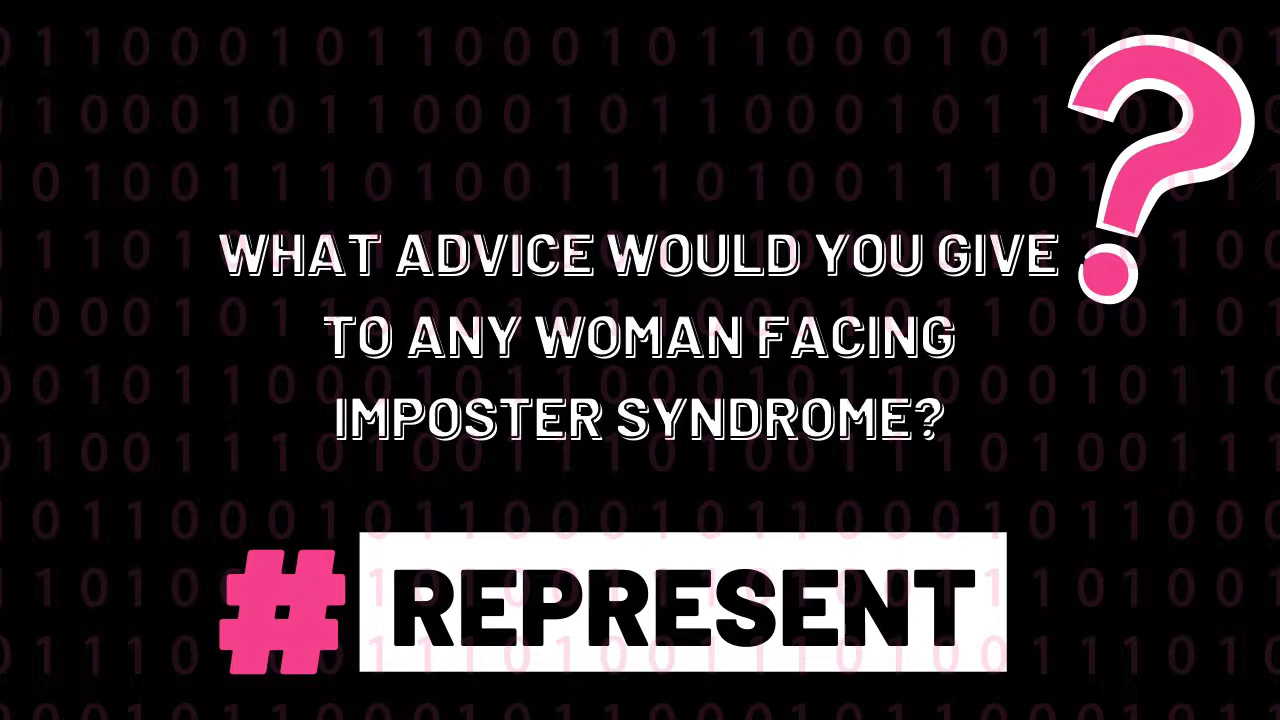 WHAT ADVICE WOULD YOU GIVE
TO ANY WOMAN FACING
IMPOSTER SYNDROME?
?
#REPRESENT